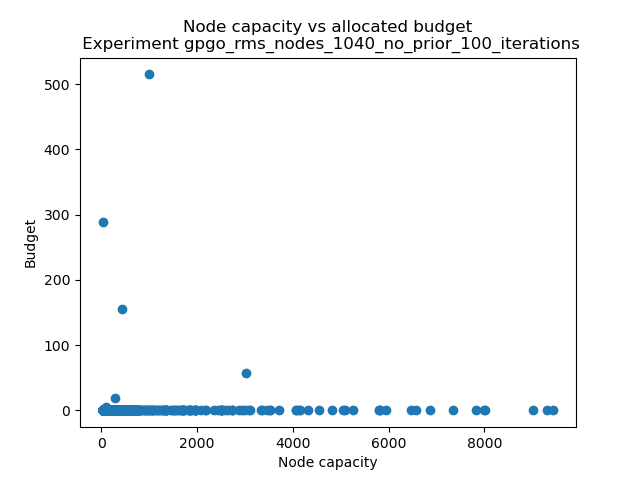 Node capacity vs allocated budget
Experiment gpgo_rms_nodes_1040_no_prior_100_iterations
500
400
300
200
100
0
Budget
0 2000 4000 6000 8000
Node capacity